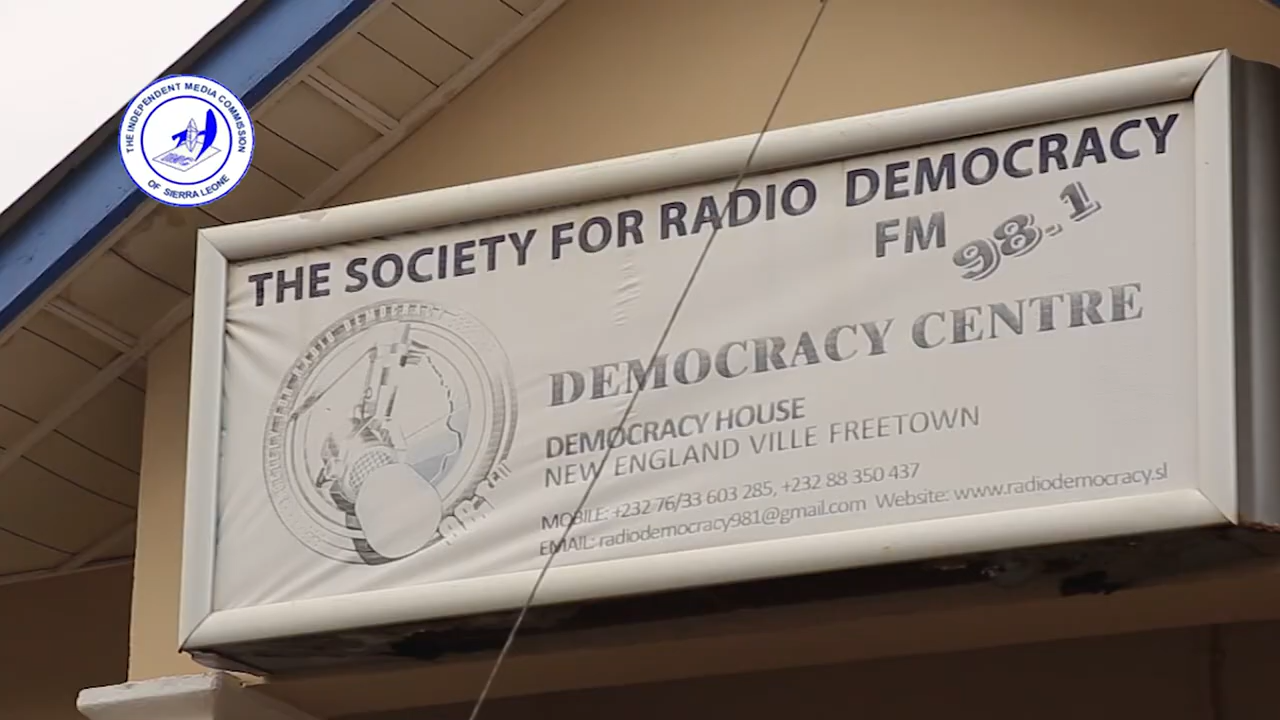 THE INDEPENDENT MEDIA COMMISSION
OF SIERRA LEONE
THE SOCIETY FOR RADIO DEMOCRACY
FM 98.1
DEMOCRACY CENTRE
DEMOCRACY HOUSE
NEW ENGLAND VILLE FREETOWN
MOBILE: +232 76/33 603 285, +232 88 350 437
EMAIL: radiodemocracy981@gmail.com Website: www.radiodemocracy.sl